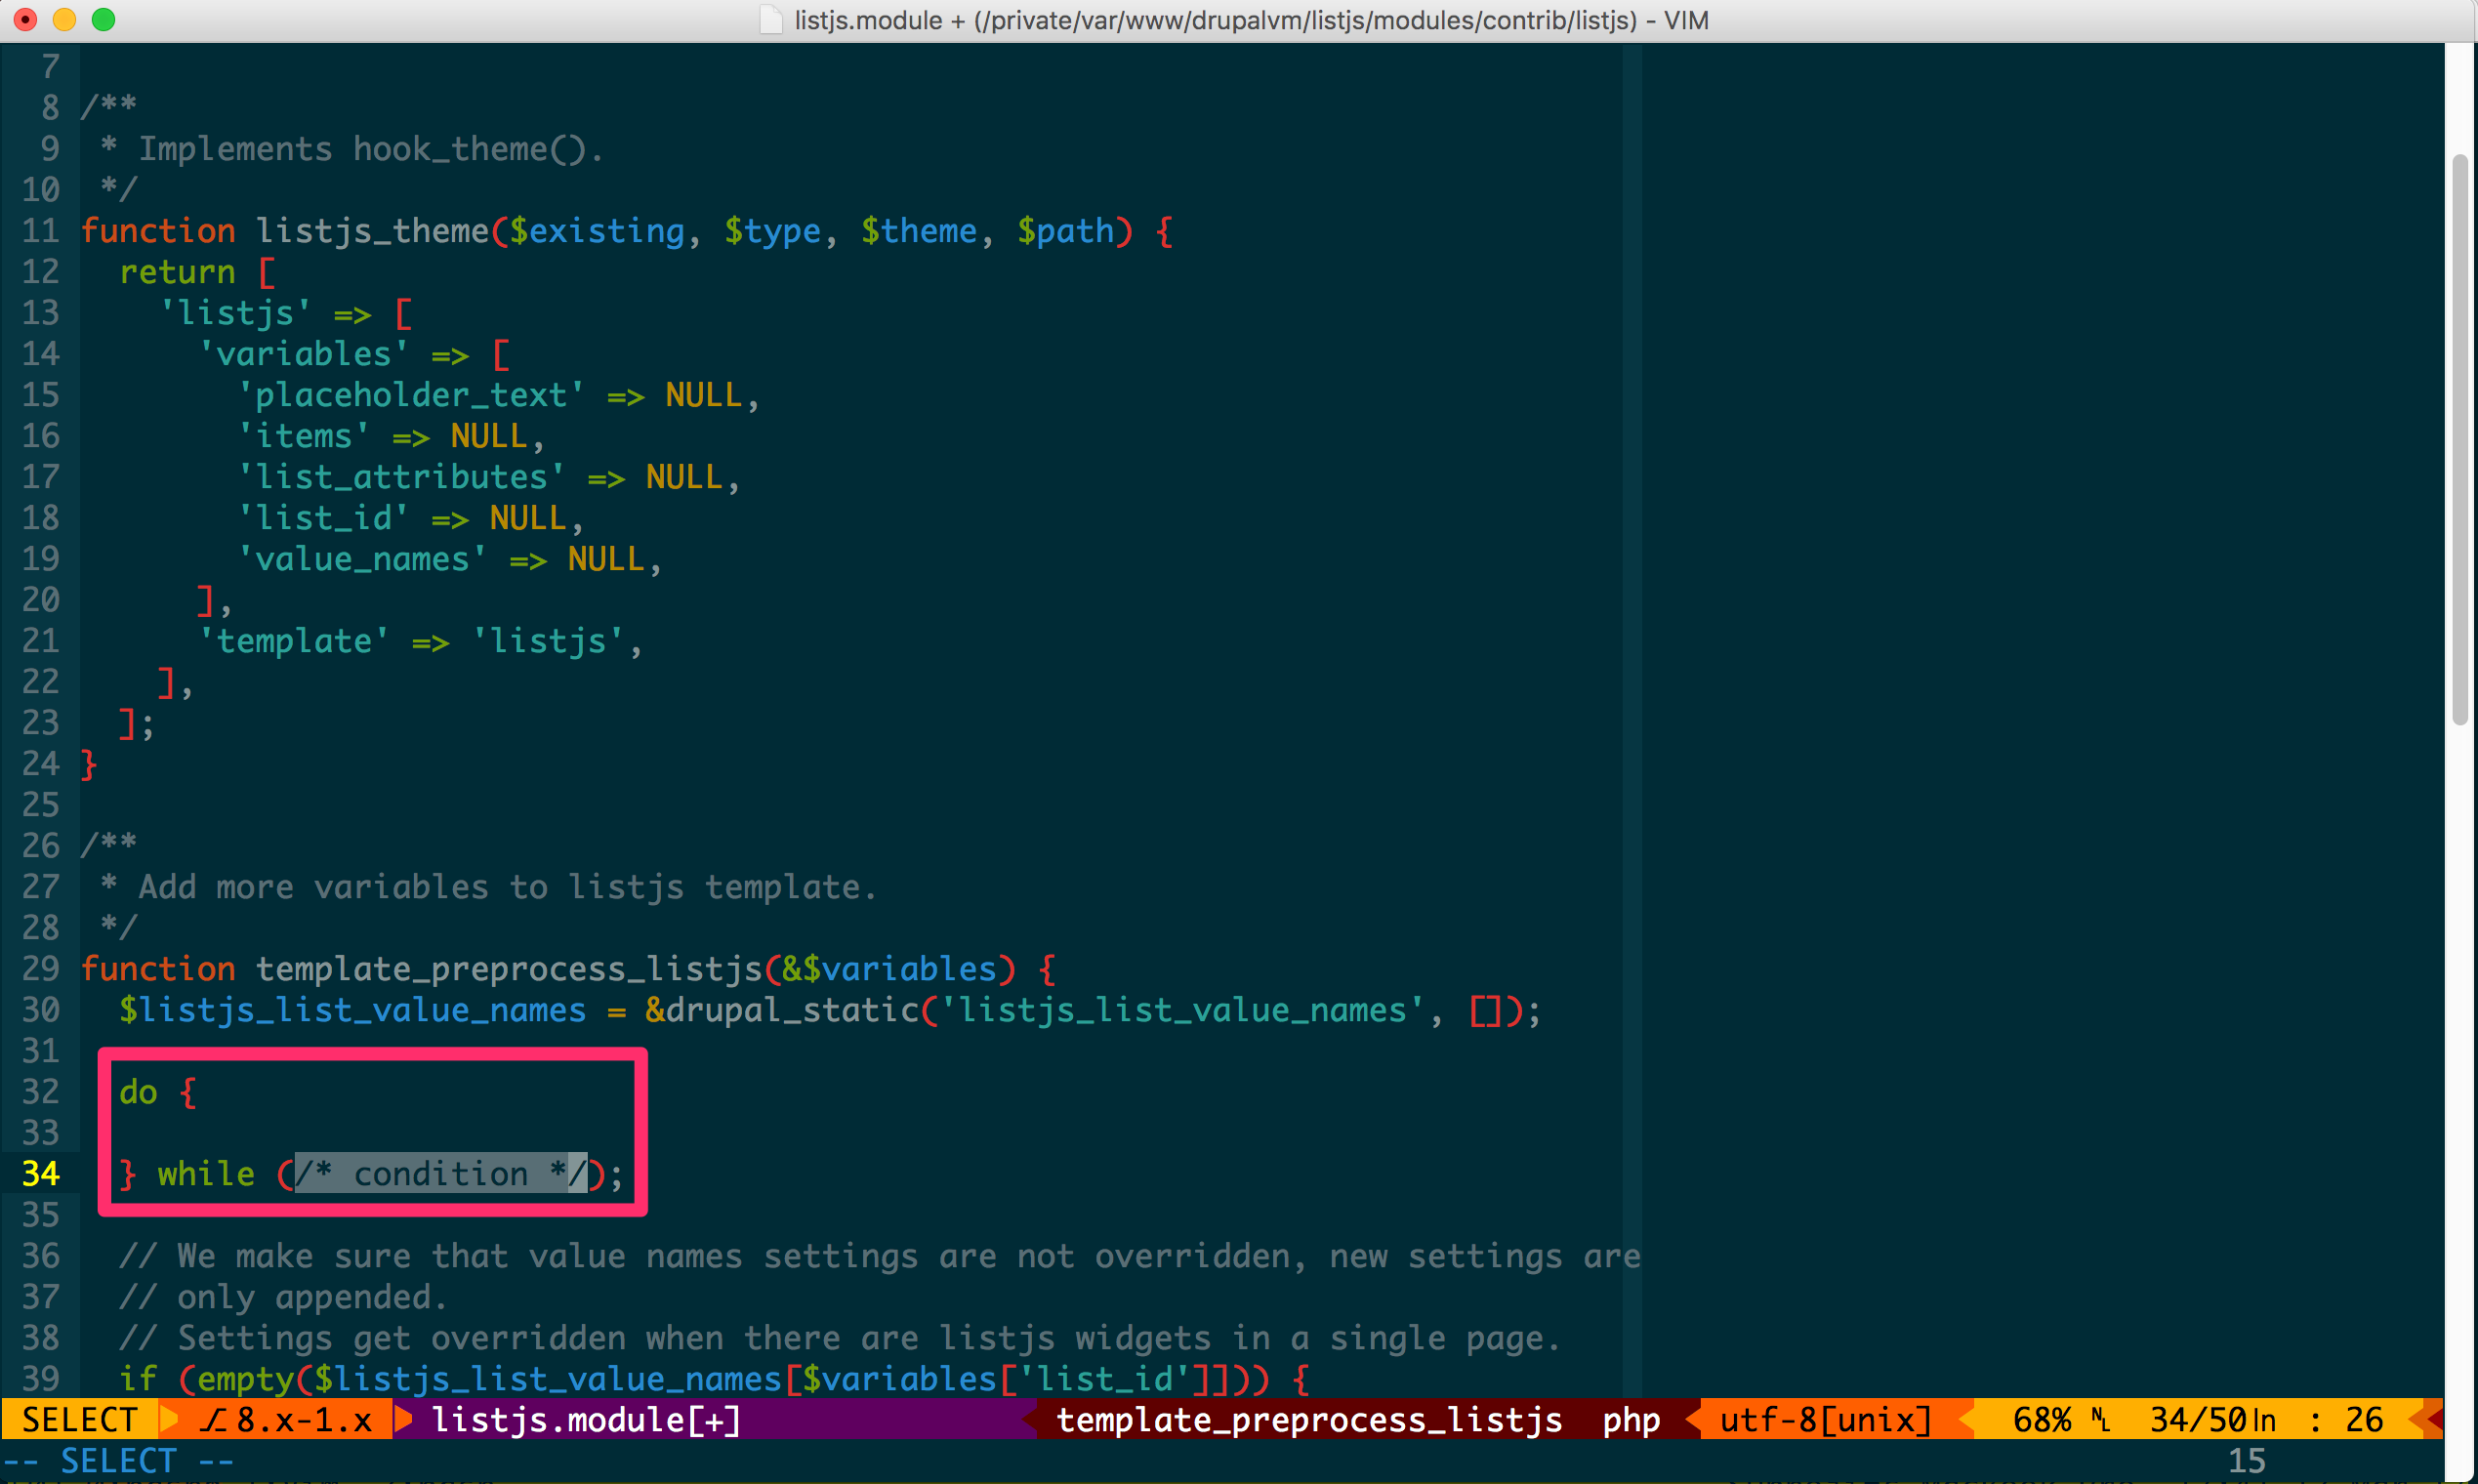 listjs.module + (/private/var/www/drupalvm/listjs/modules/contrib/listjs) - VIM
7
8 /**
9  * Implements hook_theme().
10  */
11 function listjs_theme($existing, $type, $theme, $path) {
12   return [
13     'listjs' => [
14       'variables' => [
15         'placeholder_text' => NULL,
16         'items' => NULL,
17         'list_attributes' => NULL,
18         'list_id' => NULL,
19         'value_names' => NULL,
20       ],
21       'template' => 'listjs',
22     ],
23   ];
24 }
25
26 /**
27  * Add more variables to listjs template.
28  */
29 function template_preprocess_listjs(&$variables) {
30   $listjs_list_value_names = &drupal_static('listjs_list_value_names', []);
31
32   do {
33
34   } while (/* condition */);
35
36   // We make sure that value names settings are not overridden, new settings are
37   // only appended.
38   // Settings get overridden when there are listjs widgets in a single page.
39   if (empty($listjs_list_value_names[$variables['list_id']])) {
SELECT 8.x-1.x listjs.module[+] template_preprocess_listjs php utf-8[unix] 68% 34/50 ln : 26
-- SELECT -- 15